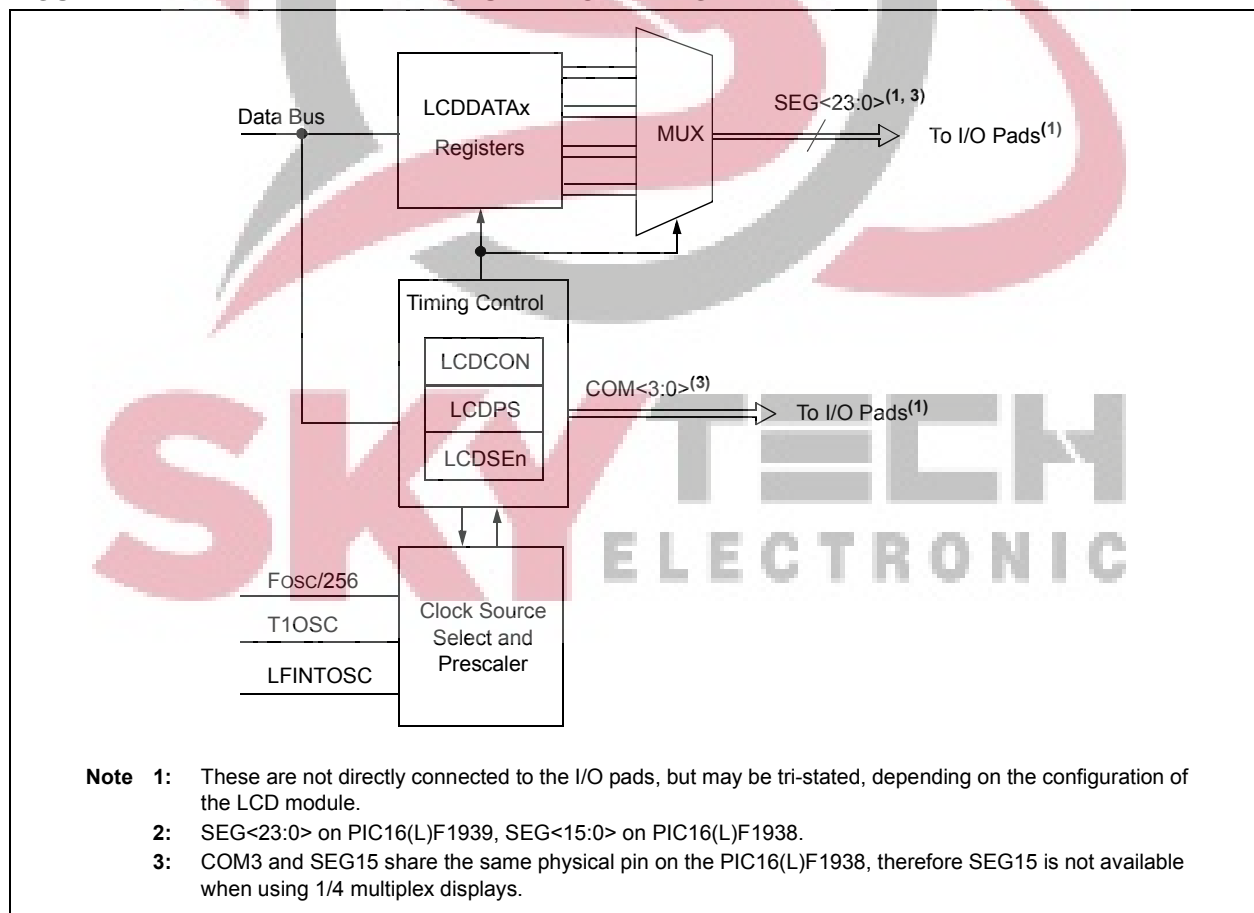 LCDDATAx
Registers
Data Bus
MUX
SEG<23:0>(1, 3)
To I/O Pads(1)
Timing Control
LCDCON
LCDPS
LCDSEn
COM<3:0>(3)
To I/O Pads(1)
SKY TECH
ELECTRONIC
Fosc/256
T1OSC
LFINTOSC
Clock Source
Select and
Prescaler
Note 1: These are not directly connected to the I/O pads, but may be tri-stated, depending on the configuration of
the LCD module.
2: SEG<23:0> on PIC16(L)F1939, SEG<15:0> on PIC16(L)F1938.
3: COM3 and SEG15 share the same physical pin on the PIC16(L)F1938, therefore SEG15 is not available
when using 1/4 multiplex displays.